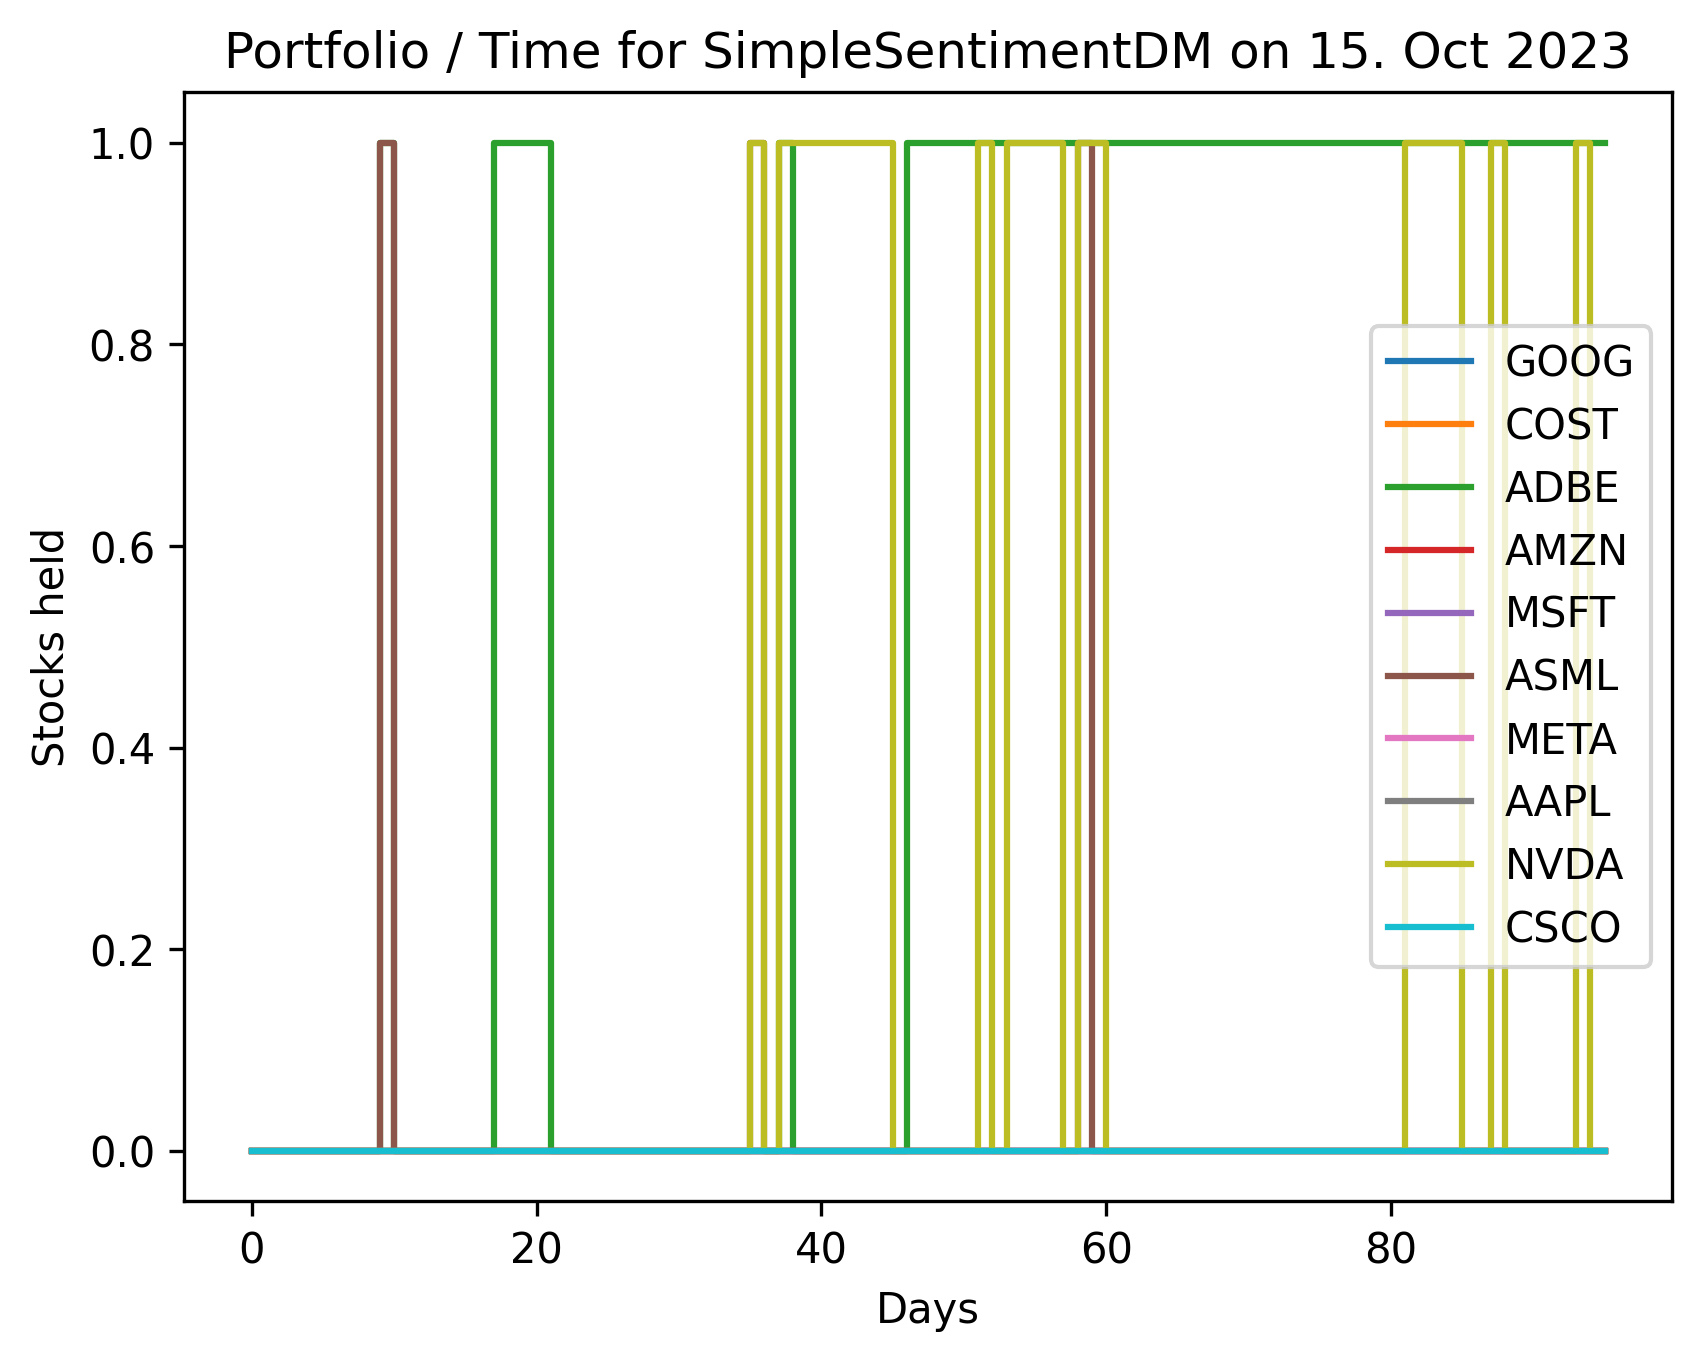 Portfolio / Time for SimpleSentimentDM on 15. Oct 2023
1.0
0.8
0.6
0.4
0.2
0.0
Stocks held
GOOG
COST
ADBE
AMZN
MSFT
ASML
META
AAPL
NVDA
CSCO
0 20 40 60 80
Days